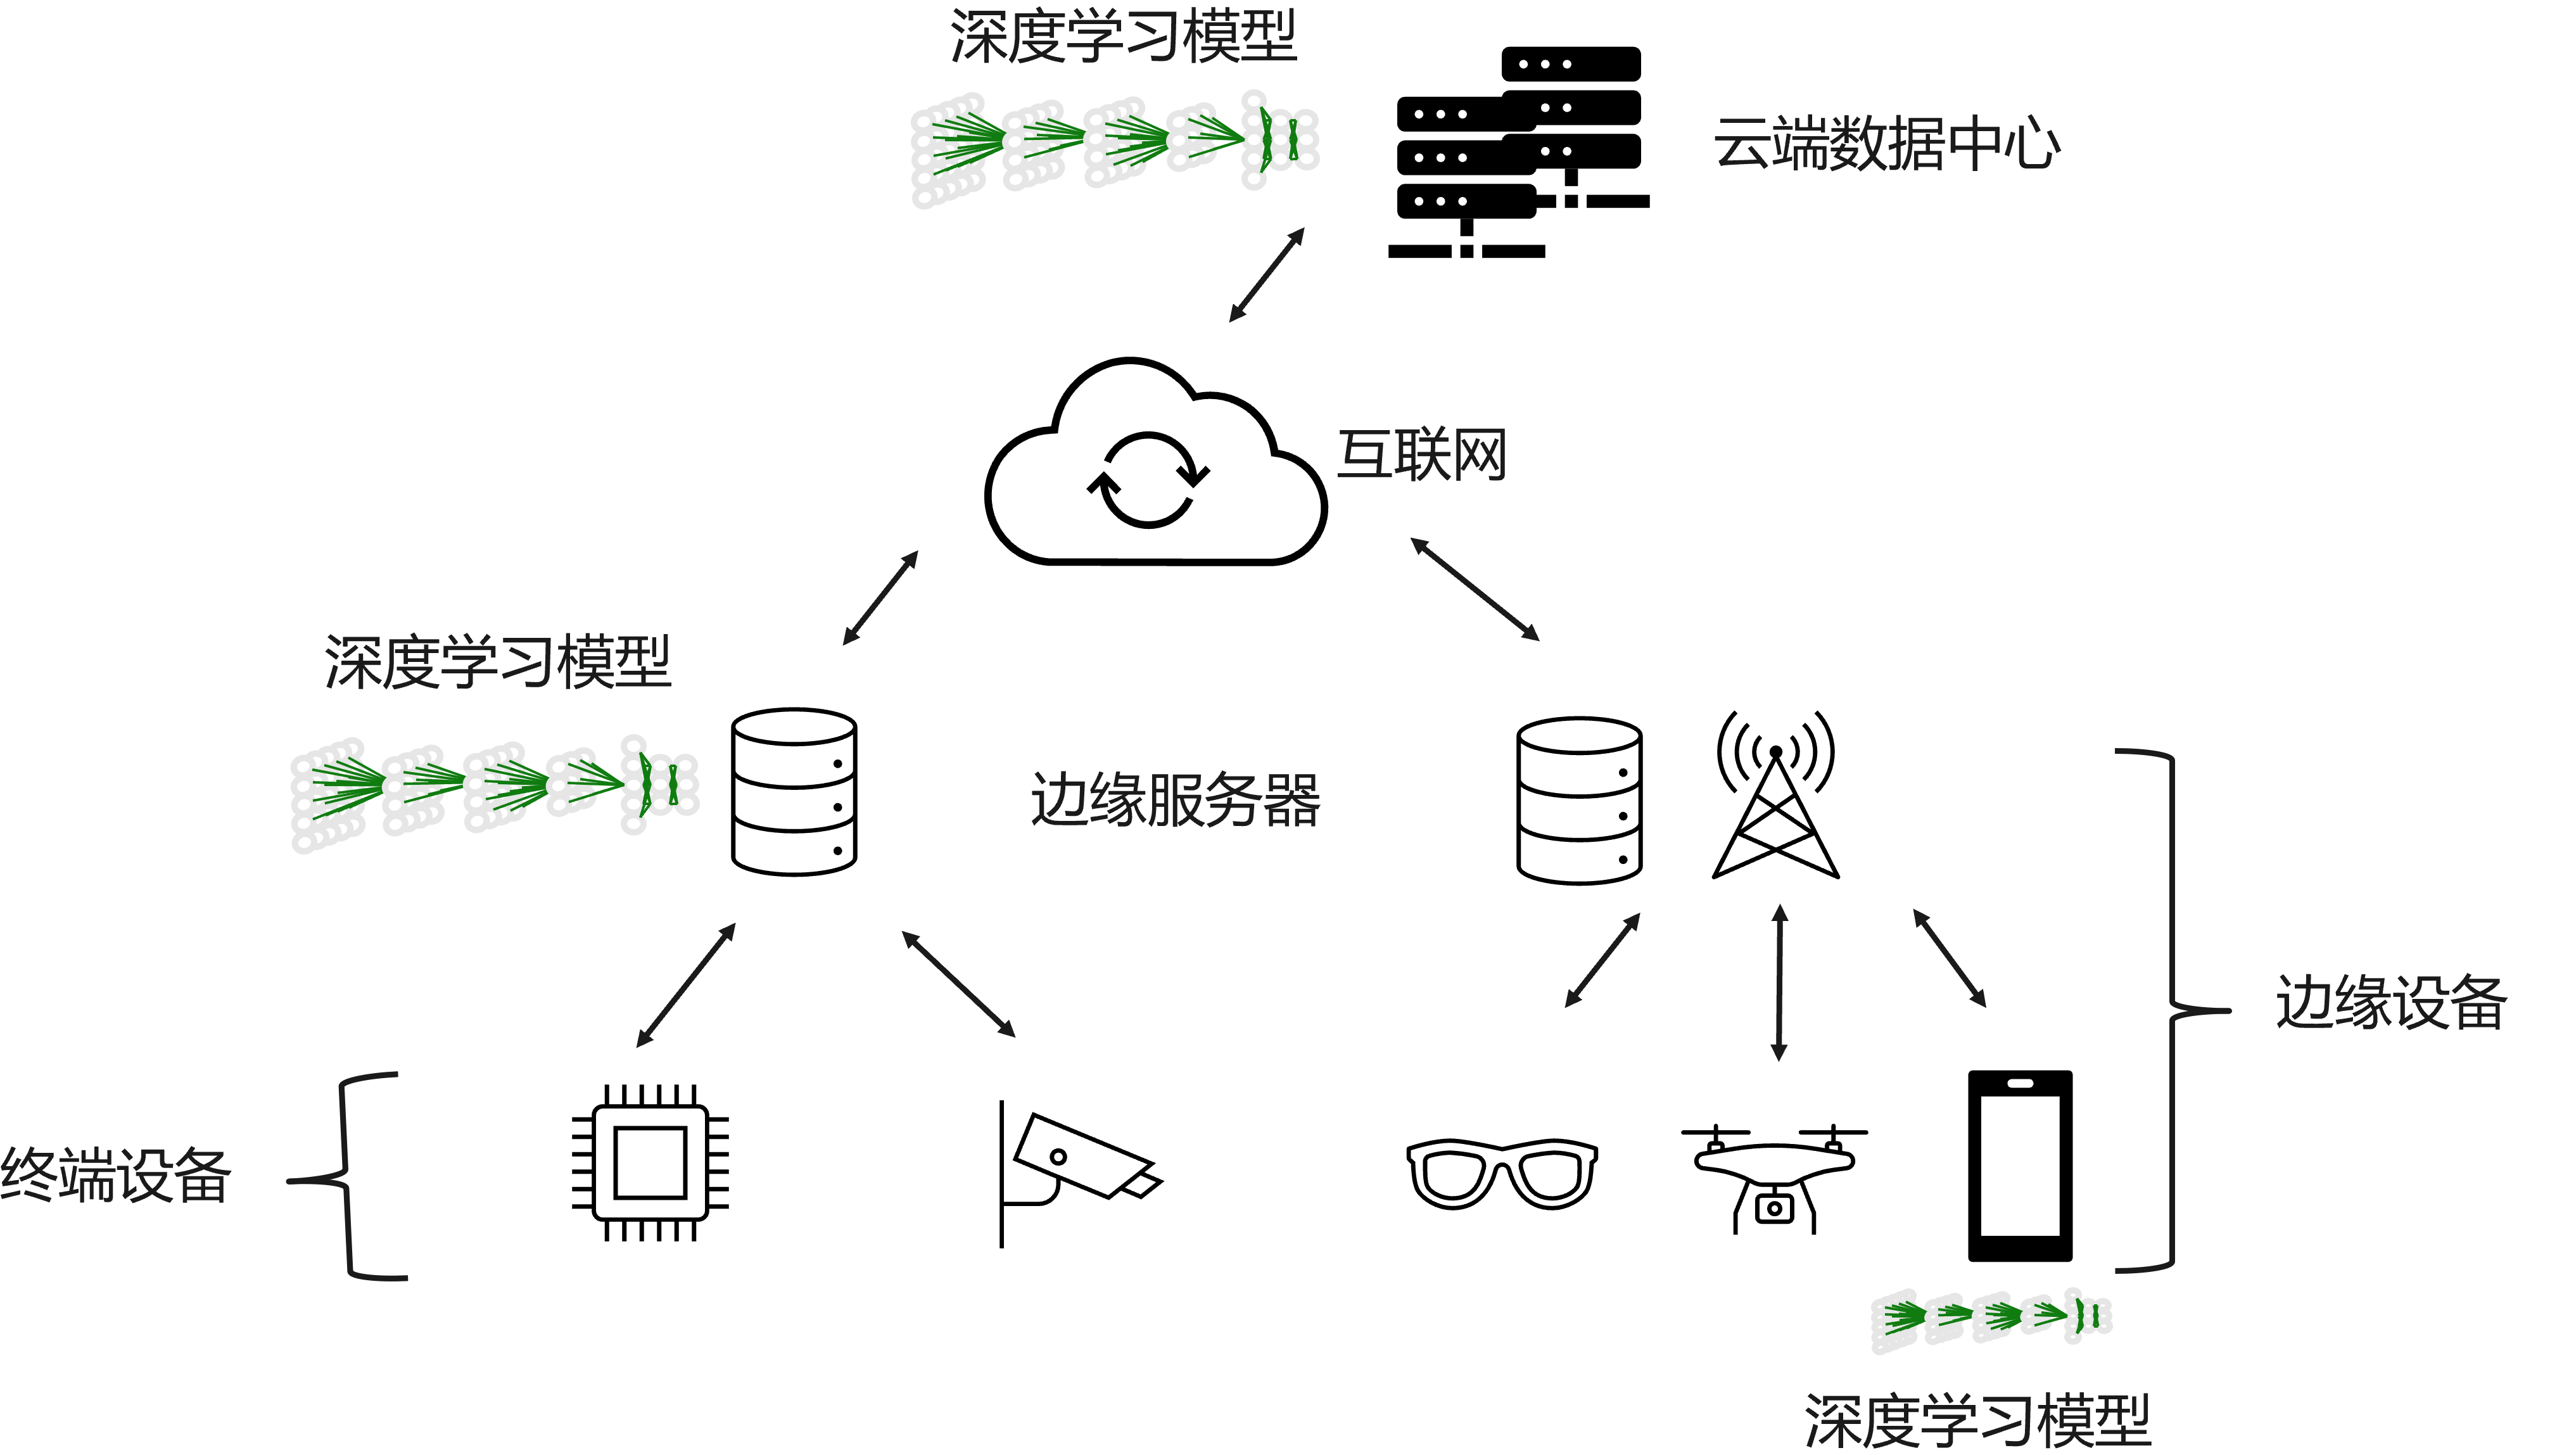 深度学习模型
云端数据中心
互联网
深度学习模型
边缘服务器
边缘设备
终端设备
深度学习模型